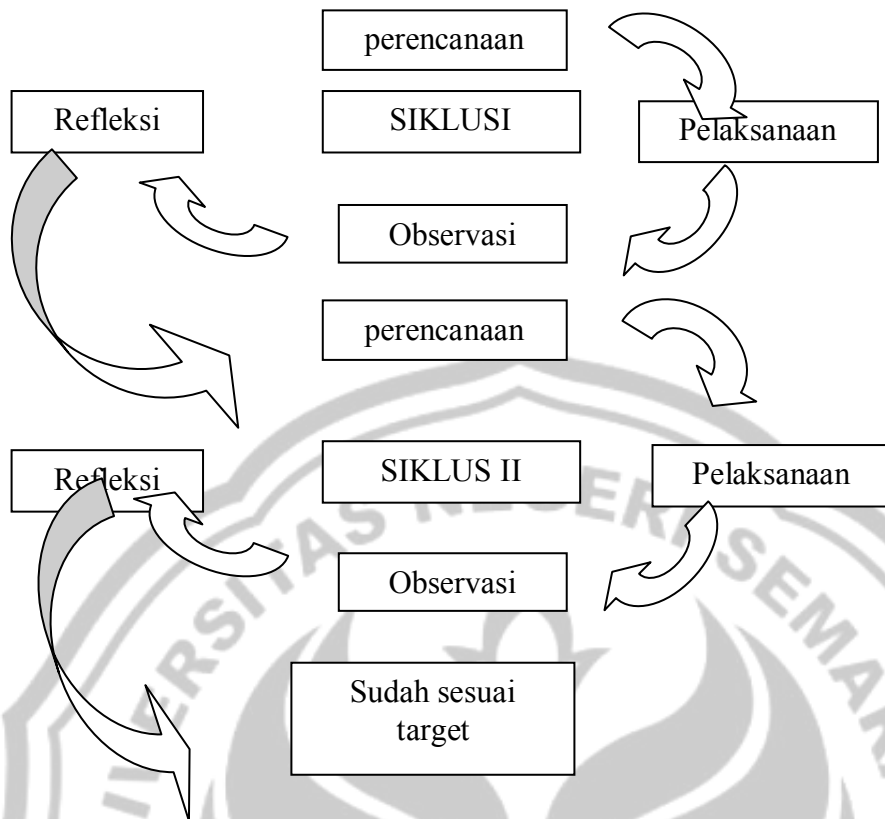 perencanaan
Refleksi
SIKLUSI
Pelaksanaan
Observasi
perencanaan
Refleksi
SIKLUS II
Pelaksanaan
Observasi
Sudah sesuai
target